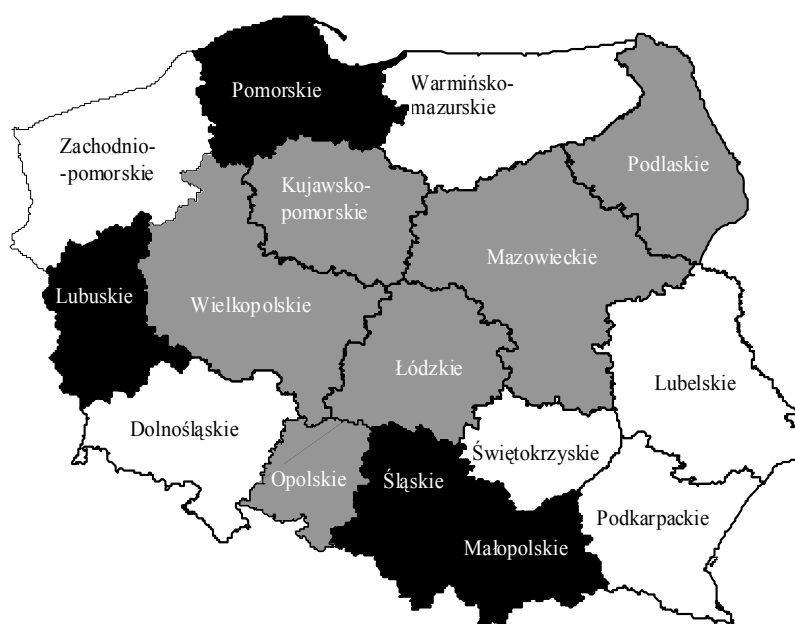 Pomorskie
Warmińsko-
mazurskie
Zachodnio-
-pomorskie
Podlaskie
Kujawsko-
pomorskie
Mazowieckie
Lubuskie
Wielkopolskie
Łódzkie
Lubelskie
Dolnośląskie
Świętokrzyskie
Opolskie
Śląskie
Podkarpackie
Małopolskie